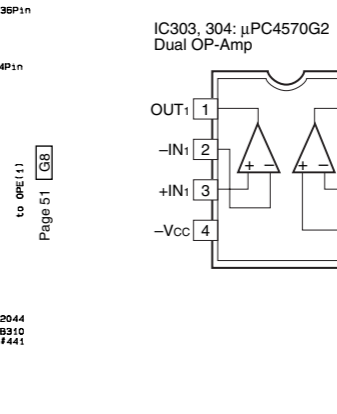 36Pin
4Pin
IC303, 304: µPC4570G2
Dual OP-Amp
OUT1 1
–IN1 2
+IN1 3
–VCC 4
+ –
+ –
to OPE(1)
Page 51 G8
2044
B310
#441